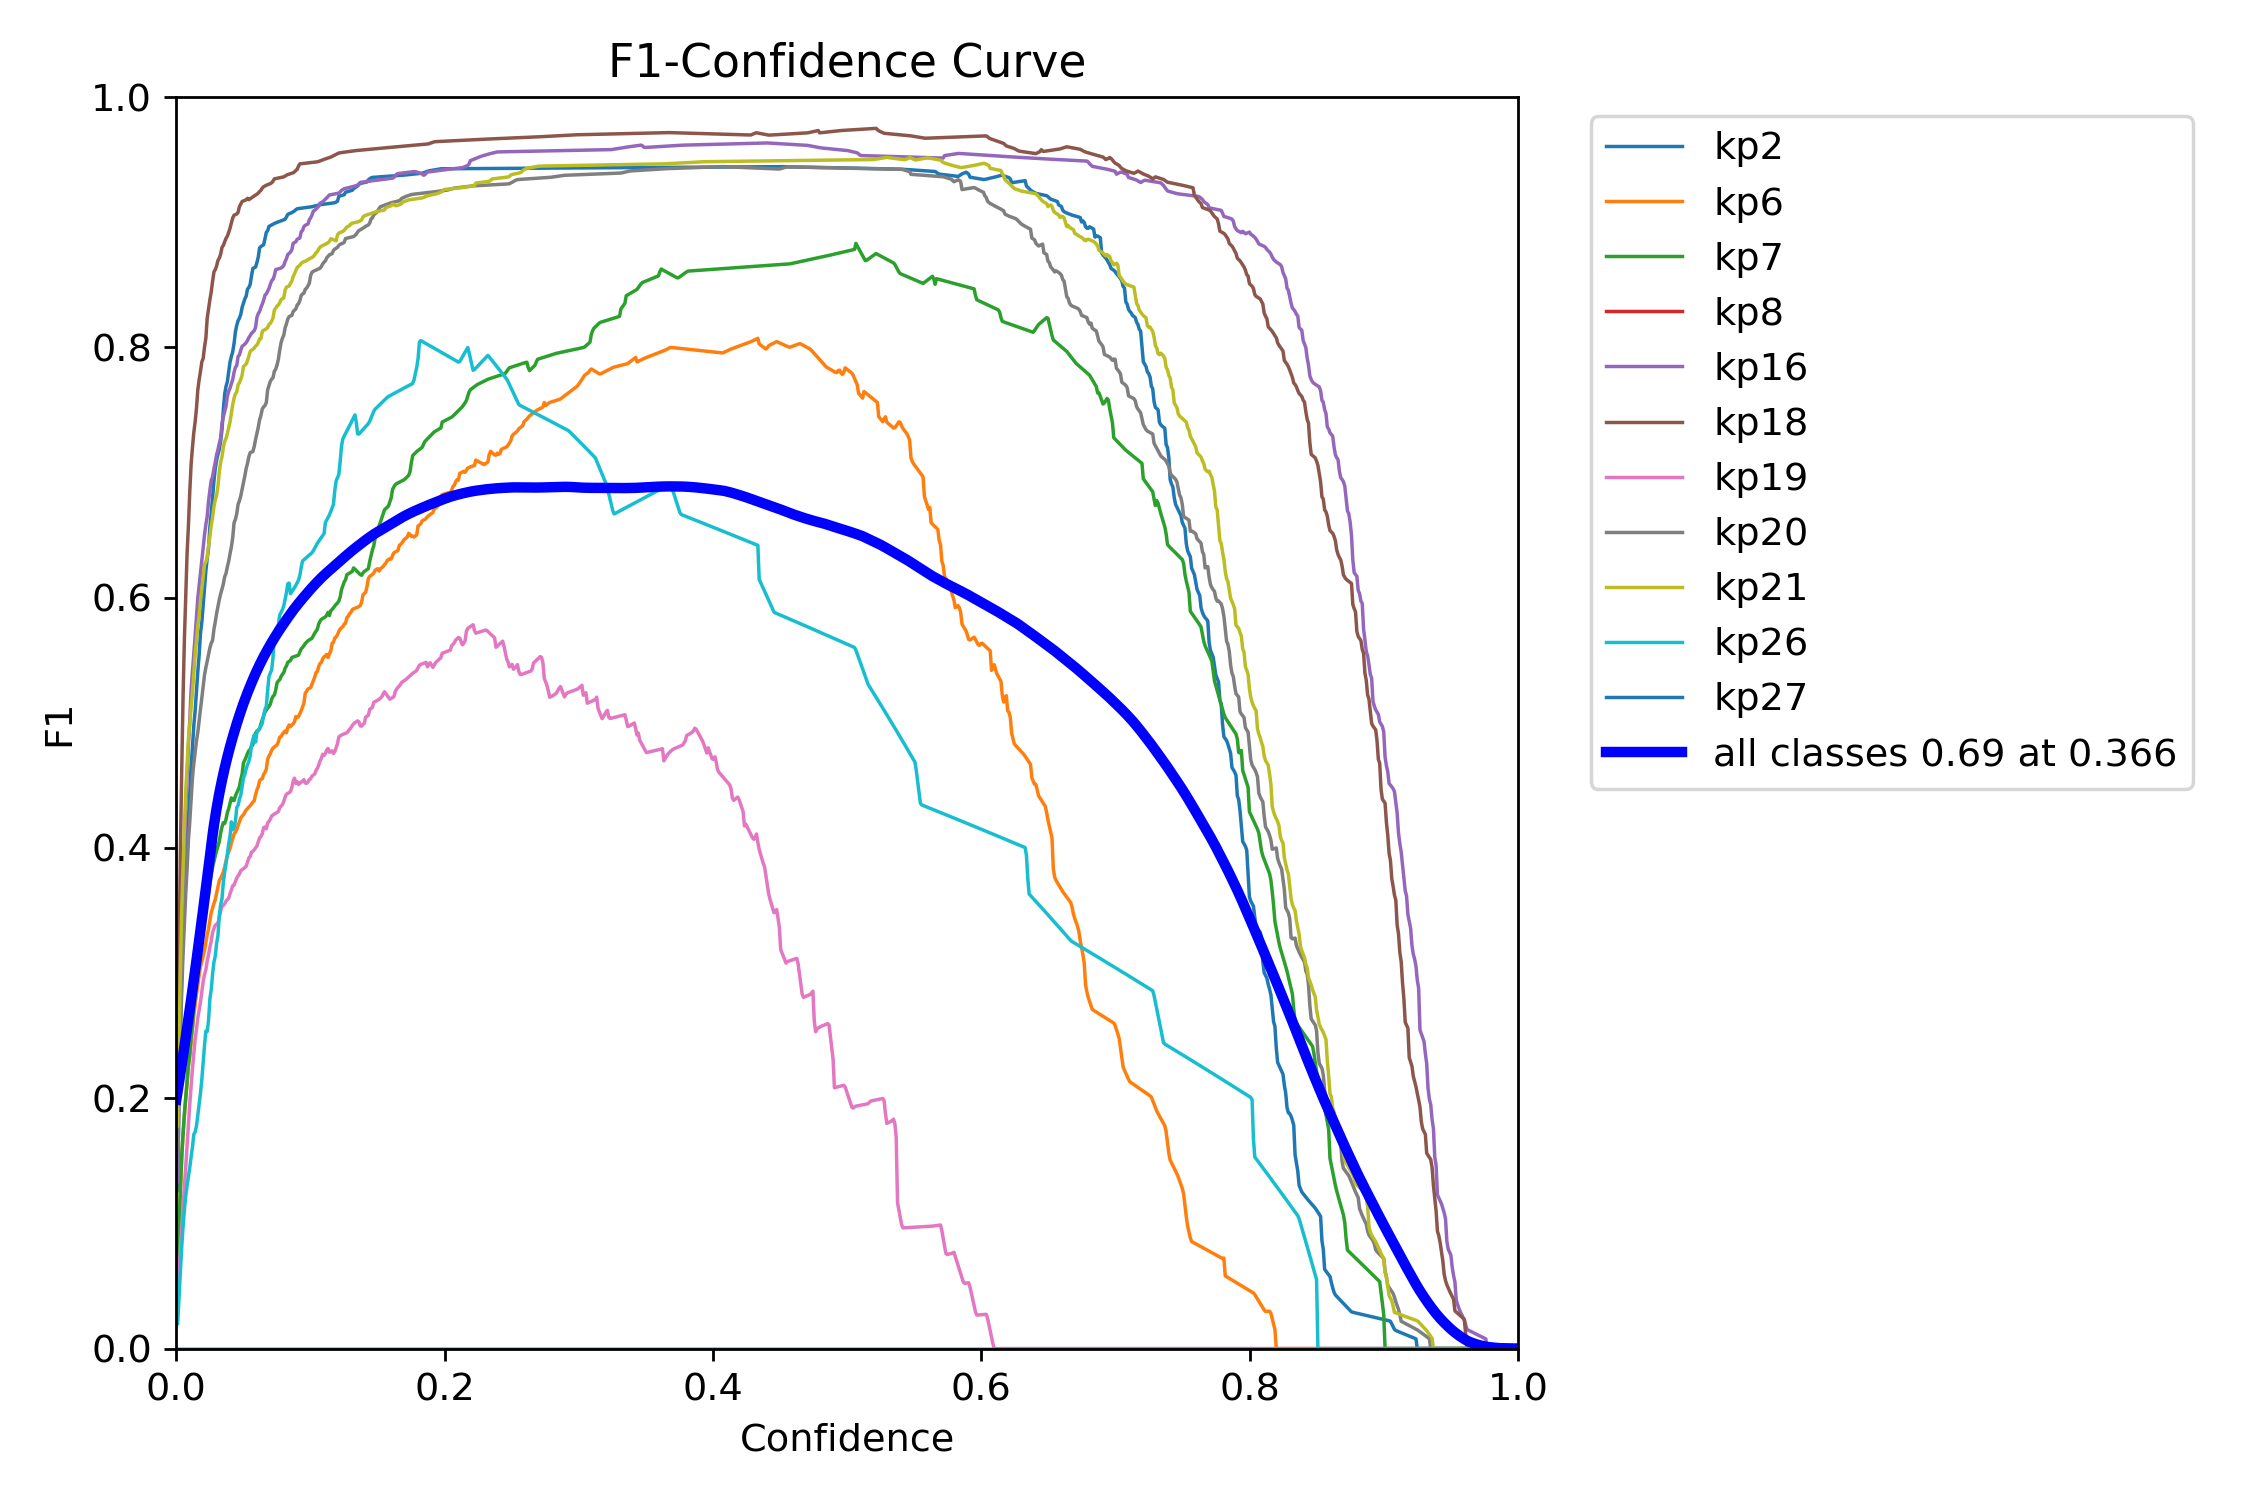 F1-Confidence Curve
1.0
0.8
0.6
0.4
0.2
0.0
F1
0.0 0.2 0.4 0.6 0.8 1.0
Confidence
kp2
kp6
kp7
kp8
kp16
kp18
kp19
kp20
kp21
kp26
kp27
all classes 0.69 at 0.366